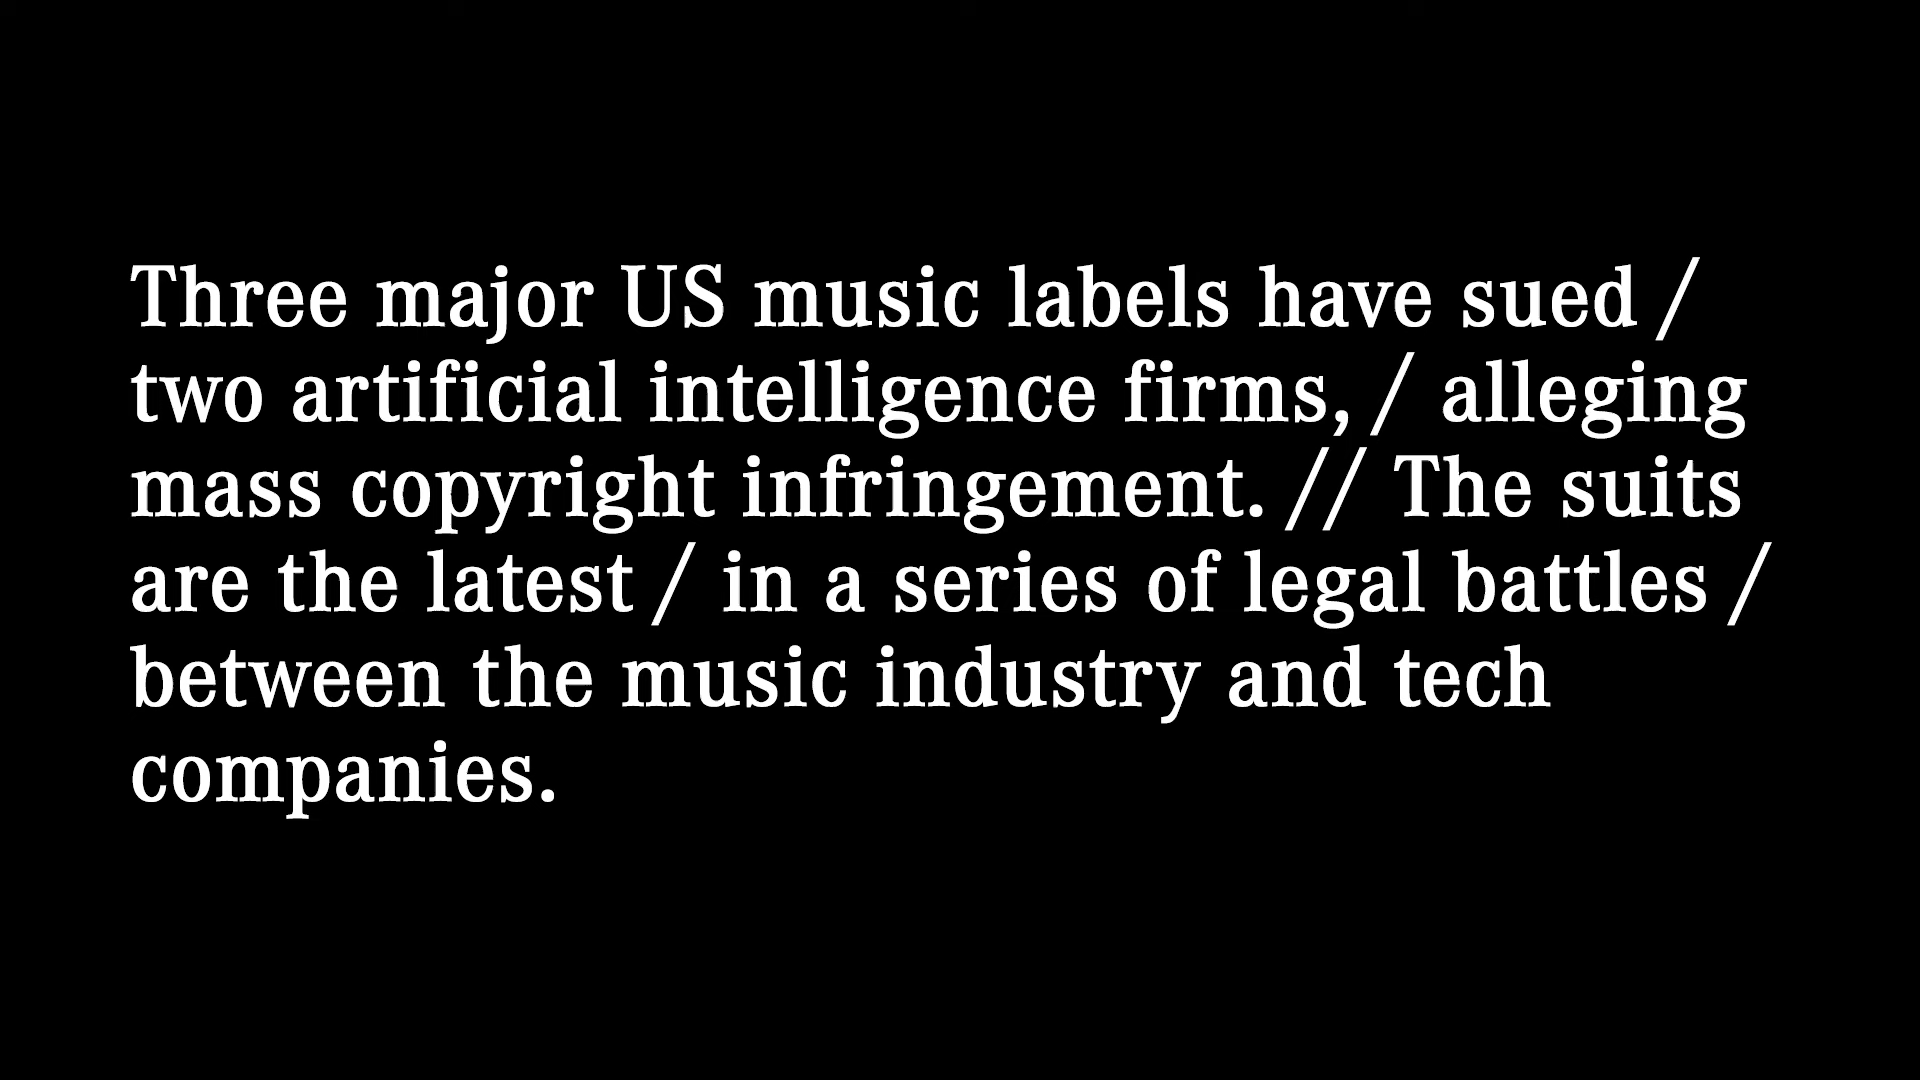 Three major US music labels have sued /
two artificial intelligence firms, / alleging
mass copyright infringement. // The suits
are the latest / in a series of legal battles /
between the music industry and tech
companies.